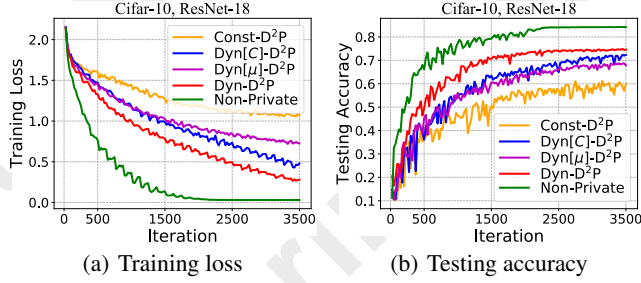 Cifar-10, ResNet-18
Training Loss
2.0
1.5
1.0
0.5
0.0
Const-D²P
Dyn[C]-D²P
Dyn[μ]-D²P
Dyn-D²P
Non-Private
0 500 1500 2500 3500
Iteration
(a) Training loss
Cifar-10, ResNet-18
Testing Accuracy
0.8
0.7
0.6
0.5
0.4
0.3
0.2
0.1
Const-D²P
Dyn[C]-D²P
Dyn[μ]-D²P
Dyn-D²P
Non-Private
0 500 1500 2500 3500
Iteration
(b) Testing accuracy